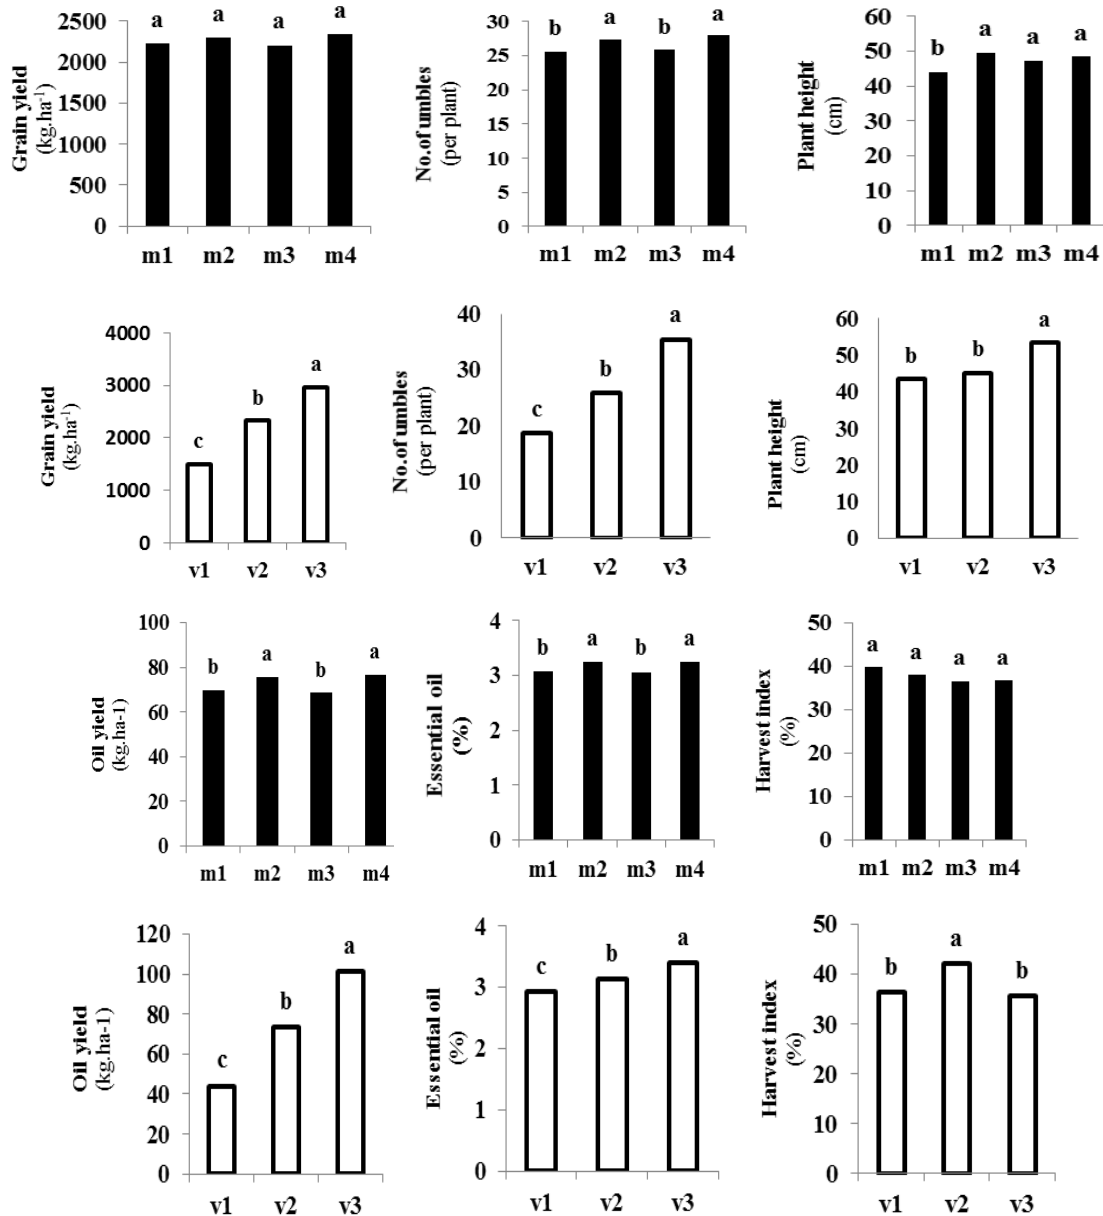 Grain yield
(kg.ha-1)
2500
2000
1500
1000
500
0
a a a a
m1 m2 m3 m4
No.of umbles
(per plant)
30
25
20
15
10
5
0
b a b a
m1 m2 m3 m4
Plant height
(cm)
60
50
40
30
20
10
0
b a a a
m1 m2 m3 m4
Grain yield
(kg.ha-1)
4000
3000
2000
1000
0
c b a
v1 v2 v3
No.of umbles
(per plant)
40
30
20
10
0
c b a
v1 v2 v3
Plant height
(cm)
60
50
40
30
20
10
0
b b a
v1 v2 v3
Oil yield
(kg.ha-1)
100
80
60
40
20
0
b a b a
m1 m2 m3 m4
Essential oil
(%)
4
3
2
1
0
b a b a
m1 m2 m3 m4
Harvest index
(%)
50
40
30
20
10
0
a a a a
m1 m2 m3 m4
Oil yield
(kg.ha-1)
120
100
80
60
40
20
0
c b a
v1 v2 v3
Essential oil
(%)
4
3
2
1
0
c b a
v1 v2 v3
Harvest index
(%)
50
40
30
20
10
0
b a b
v1 v2 v3